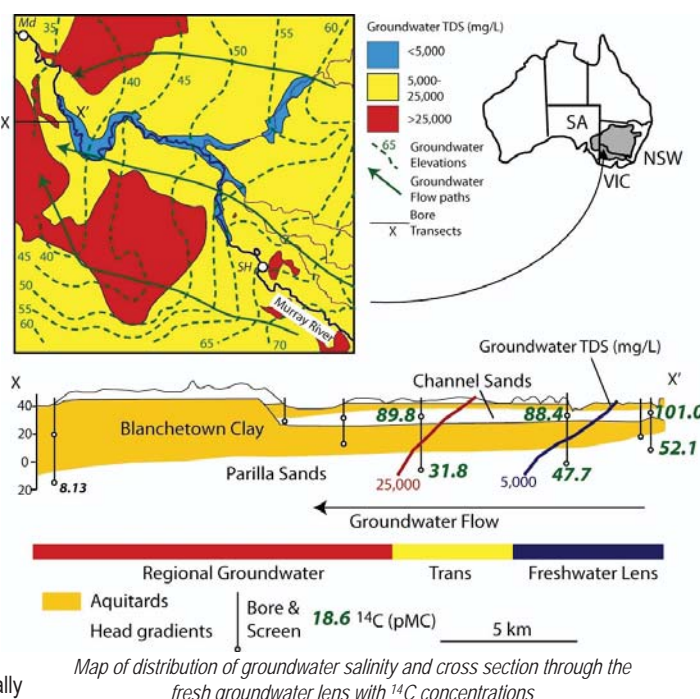 Md
35
40
45
50
55
60
X
X'
45
40
50
55
60
65
70
SH
Murray River
Groundwater TDS (mg/L)
<5,000
5,000-
25,000
>25,000
65 Groundwater
Elevations
Groundwater
Flow paths
Bore
X Transects
SA
NSW
VIC
Groundwater TDS (mg/L)
X
X'
Channel Sands
40
20
0
20
Blanchetown Clay
Parilla Sands
8.13
89.8
31.8
88.4
47.7
101.0
52.1
25,000
5,000
Groundwater Flow
Regional Groundwater
Trans
Freshwater Lens
Aquitards
Head gradients
Bore &
Screen
18.6 ¹⁴C (pMC)
5 km
ally
Map of distribution of groundwater salinity and cross section through the
fresh groundwater lens with ¹⁴C concentrations